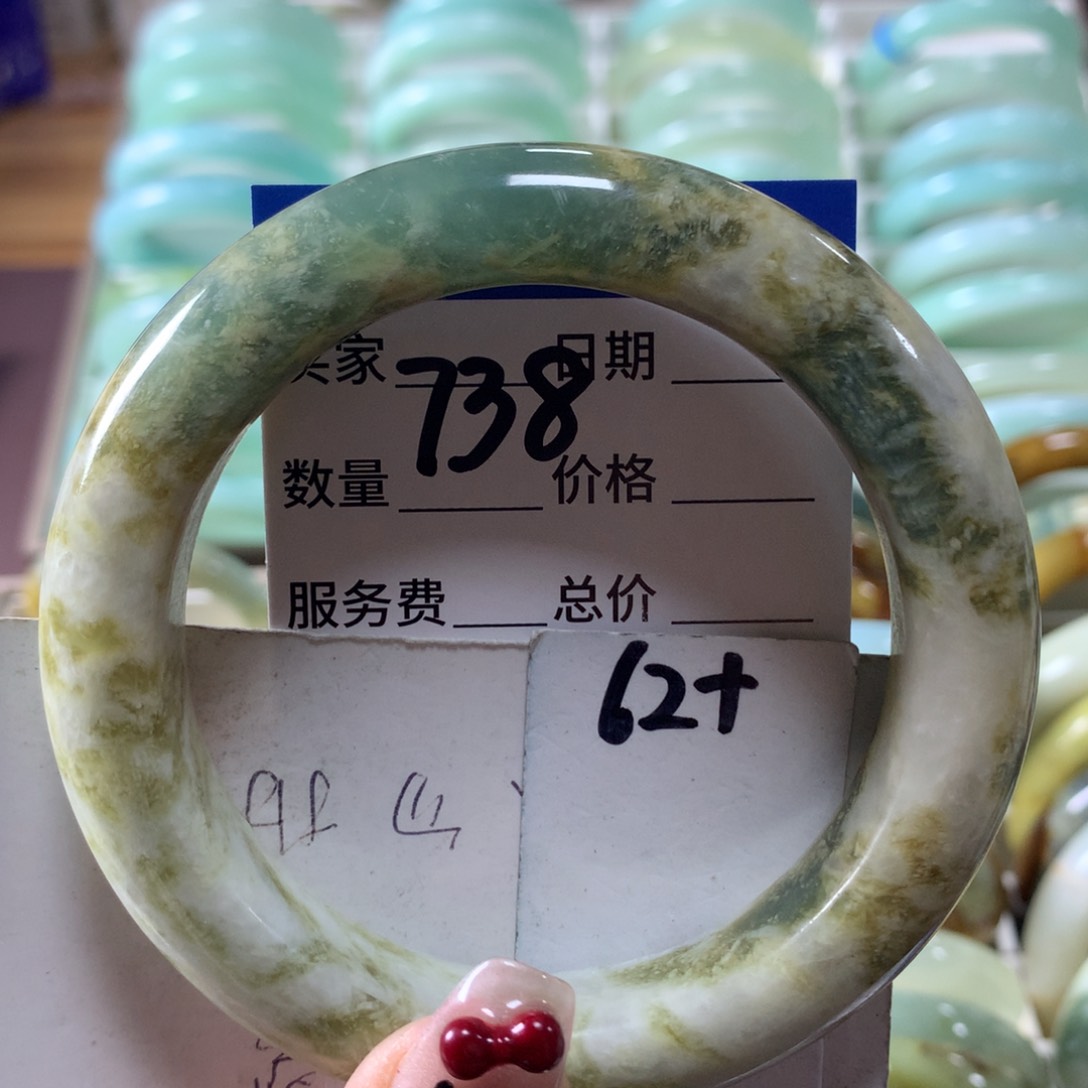 家 738 日期
数量 价格
服务费 总价
62+